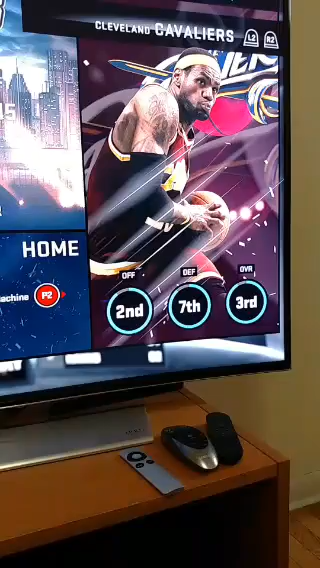 CLEVELAND CAVALIERS L2 R2
HOME
achine P2
OFF DEF OVR
2nd 7th 3rd